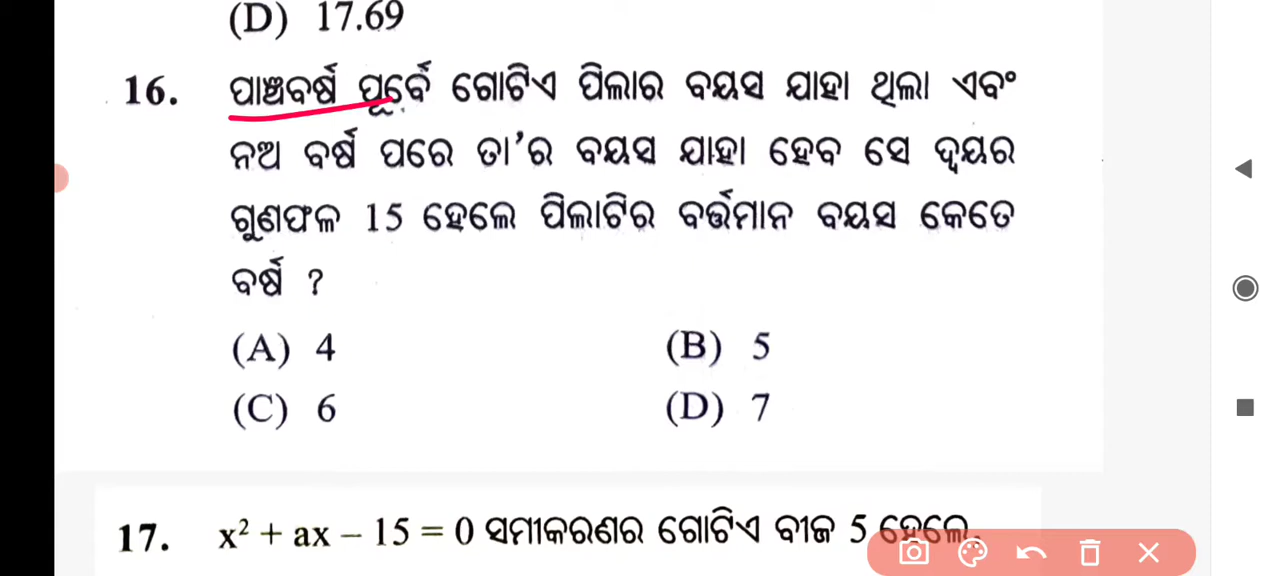 (D) 17.69
16. ପାଞ୍ଚବର୍ଷ ପୂର୍ବେ ଗୋଟିଏ ପିଲାର ବୟସ ଯାହା ଥିଲା ଏବଂ
ନଅ ବର୍ଷ ପରେ ତା'ର ବୟସ ଯାହା ହେବ ସେ ଦ୍ୱୟର
ଗୁଣଫଳ 15 ହେଲେ ପିଲାଟିର ବର୍ତ୍ତମାନ ବୟସ କେତେ
ବର୍ଷ ?
(A) 4 (B) 5
(C) 6 (D) 7
17. x² + ax – 15 = 0 ସମୀକରଣର ଗୋଟିଏ ବୀଜ 5 ହେଲେ